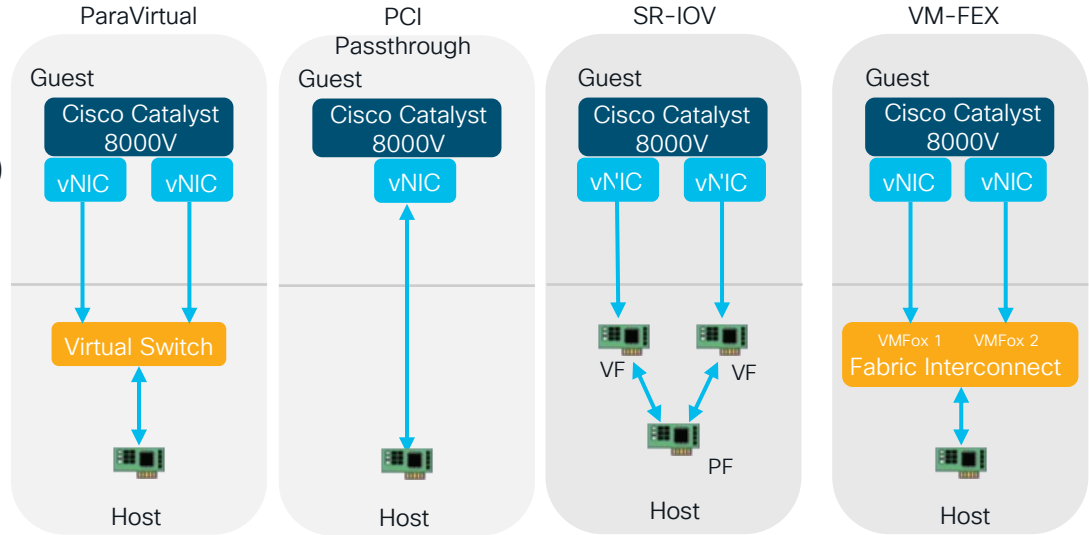 ParaVirtual
Guest
Cisco Catalyst
8000V
vNIC vNIC
Virtual Switch
Host
PCI
Passthrough
Guest
Cisco Catalyst
8000V
vNIC
Host
SR-IOV
Guest
Cisco Catalyst
8000V
vNIC vNIC
VF VF
PF
Host
VM-FEX
Guest
Cisco Catalyst
8000V
vNIC vNIC
VMFox 1 VMFox 2
Fabric Interconnect
Host
)